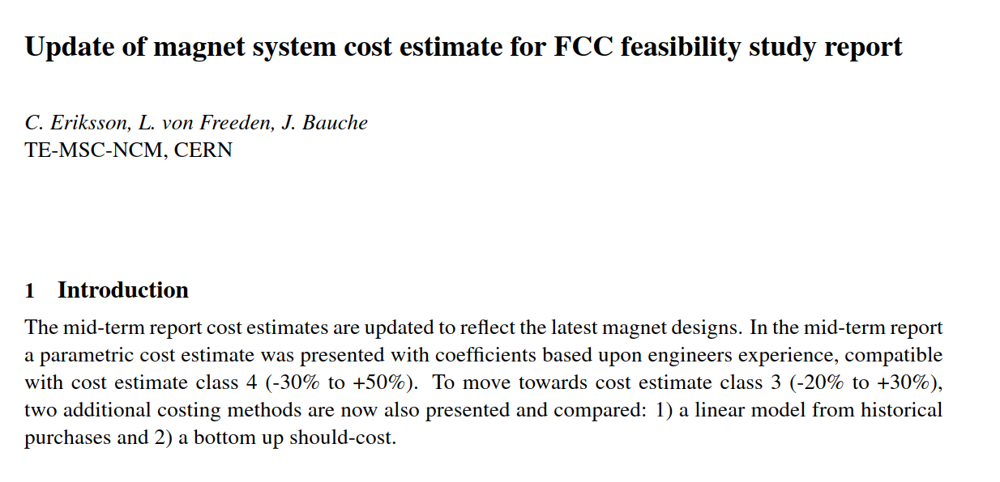 Update of magnet system cost estimate for FCC feasibility study report
C. Eriksson, L. von Freeden, J. Bauche
TE-MSC-NCM, CERN
1 Introduction
The mid-term report cost estimates are updated to reflect the latest magnet designs. In the mid-term report
a parametric cost estimate was presented with coefficients based upon engineers experience, compatible
with cost estimate class 4 (-30% to +50%). To move towards cost estimate class 3 (-20% to +30%),
two additional costing methods are now also presented and compared: 1) a linear model from historical
purchases and 2) a bottom up should-cost.